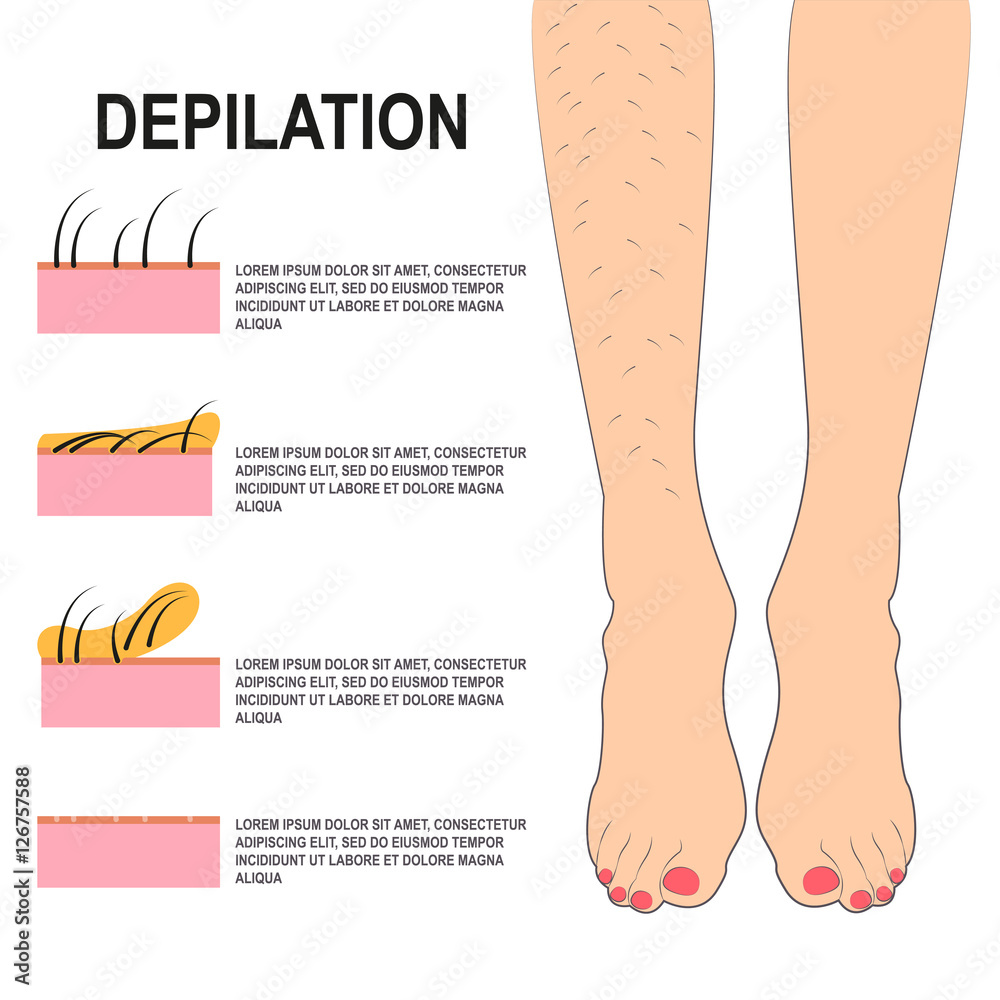 DEPILATION
LOREM IPSUM DOLOR SIT AMET, CONSECTETUR
ADIPISCING ELIT, SED DO EIUSMOD TEMPOR
INCIDIDUNT UT LABORE ET DOLORE MAGNA
ALIQUA
LOREM IPSUM DOLOR SIT AMET, CONSECTETUR
ADIPISCING ELIT, SED DO EIUSMOD TEMPOR
INCIDIDUNT UT LABORE ET DOLORE MAGNA
ALIQUA
LOREM IPSUM DOLOR SIT AMET, CONSECTETUR
ADIPISCING ELIT, SED DO EIUSMOD TEMPOR
INCIDIDUNT UT LABORE ET DOLORE MAGNA
ALIQUA
LOREM IPSUM DOLOR SIT AMET, CONSECTETUR
ADIPISCING ELIT, SED DO EIUSMOD TEMPOR
INCIDIDUNT UT LABORE ET DOLORE MAGNA
ALIQUA
Adobe Stock | #126757588
Adobe Stock